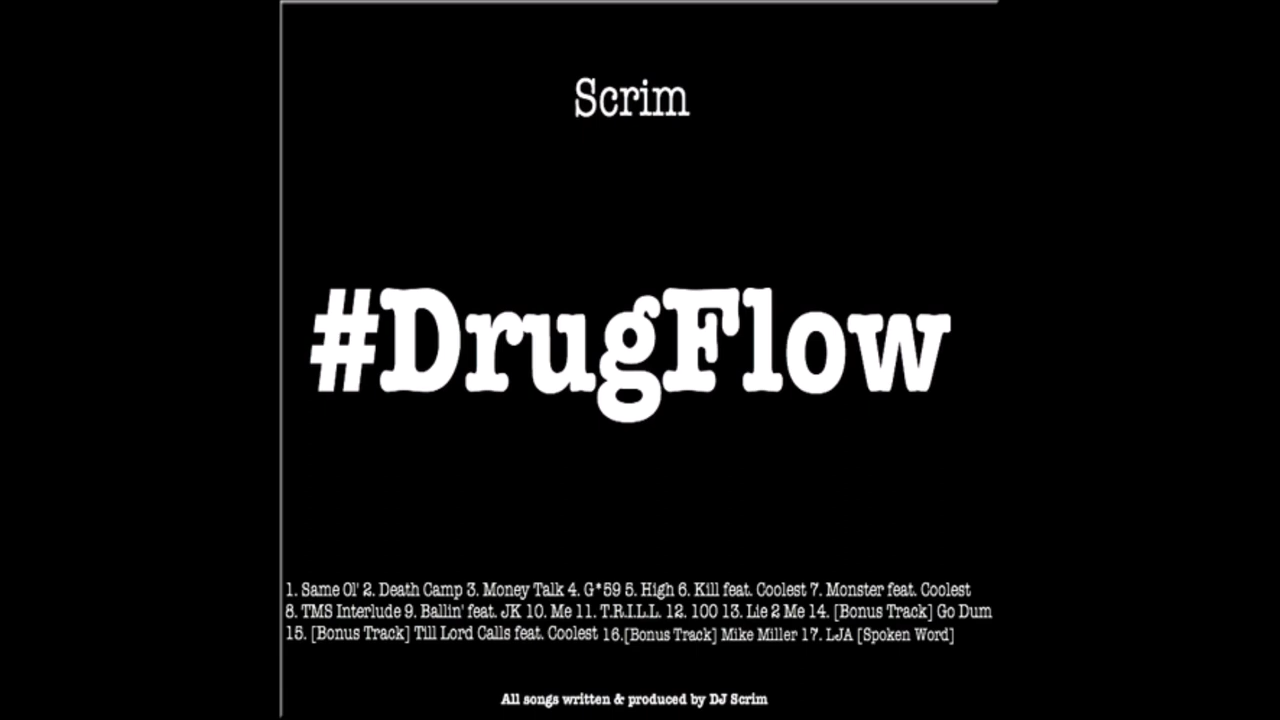 Scrim
#DrugFlow
1. Same Ol' 2. Death Camp 3. Money Talk 4. G*59 5. High 6. Kill feat. Coolest 7. Monster feat. Coolest
8. TMS Interlude 9. Ballin' feat. JK 10. Me 11. T.R.I.L.L. 12. 100 13. Lie 2 Me 14. [Bonus Track] Go Dum
15. [Bonus Track] Till Lord Calls feat. Coolest 16.[Bonus Track] Mike Miller 17. LJA [Spoken Word]
All songs written & produced by DJ Scrim